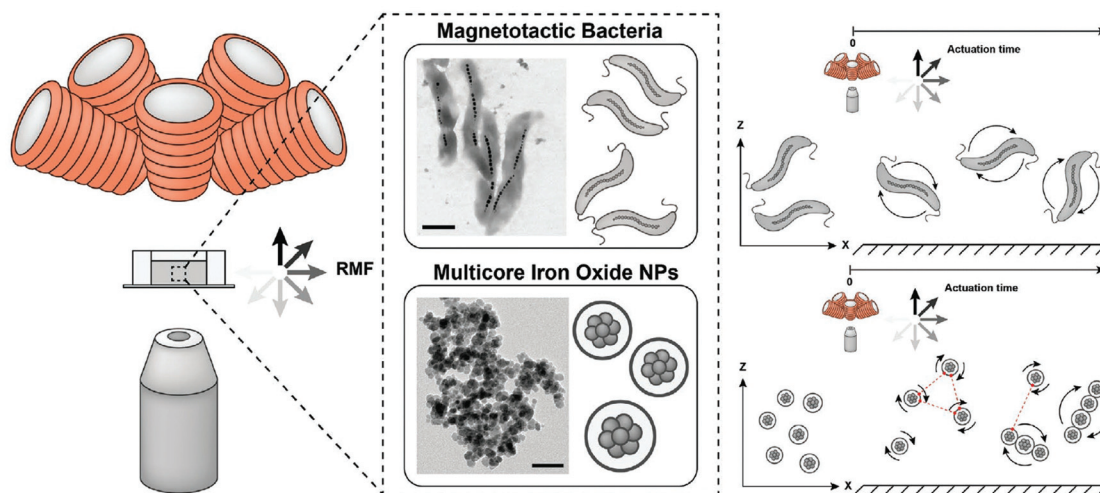 RMF
Magnetotactic Bacteria
Multicore Iron Oxide NPs
0
Actuation time
Z
X
0
Actuation time
Z
X